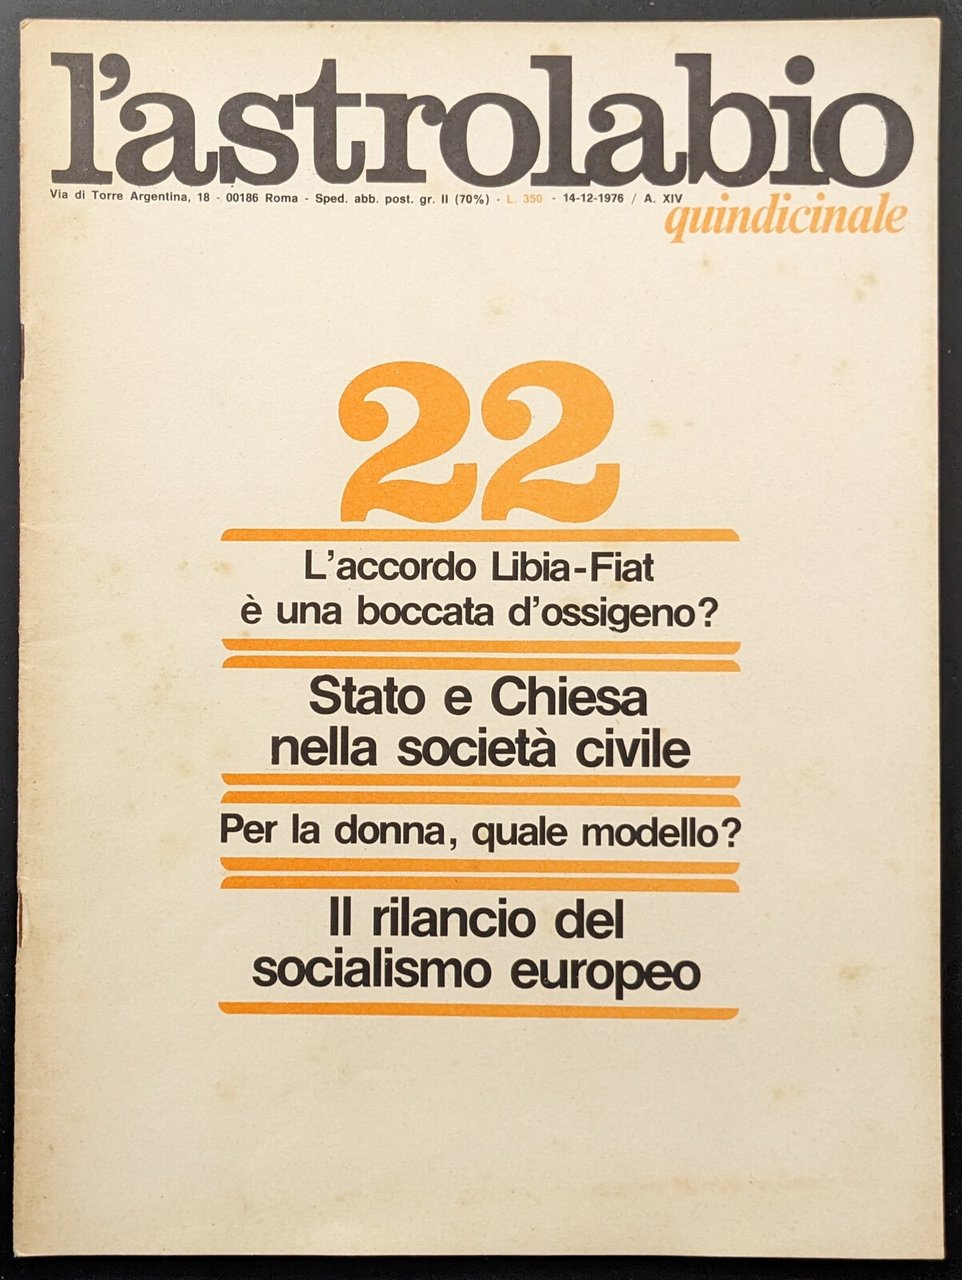 l'astrolabio
Via di Torre Argentina, 18 - 00186 Roma - Sped. abb. post. gr. II (70%) - L. 350 - 14-12-1976 / A. XIV
quindicinale
22
L'accordo Libia-Fiat
è una boccata d'ossigeno?
Stato e Chiesa
nella società civile
Per la donna, quale modello?
Il rilancio del
socialismo europeo